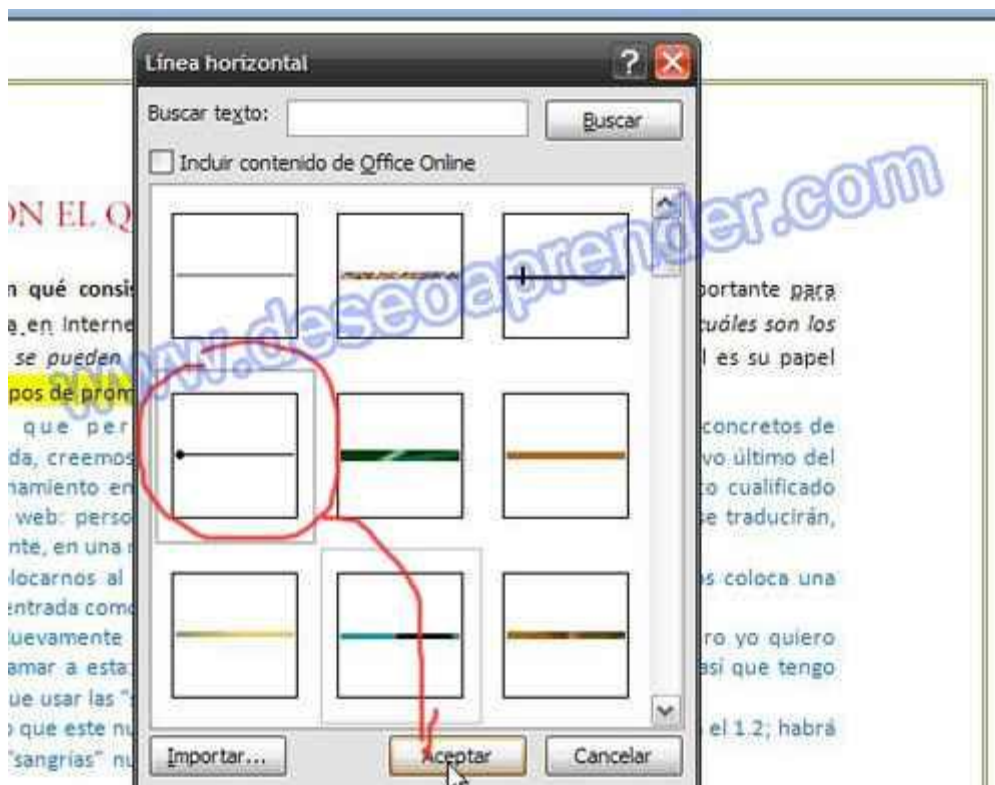 Línea horizontal
Buscar texto:
Buscar
Incluir contenido de Office Online
www.deseoaprender.com
ON EL Q
n qué consis
portante para
a en Interne
cuáles son los
se pueden
l es su papel
pos de prom
que per
concretos de
da, creemos
vo último del
namiento en
o cualificado
web: perso
se traducirán,
nte, en una
locarnos al
s coloca una
entrada como
uevamente
ro yo quiero
amar a esta
así que tengo
ue usar las "s
o que este nu
el 1.2; habrá
"sangrías" nu
Importar...
Aceptar
Cancelar